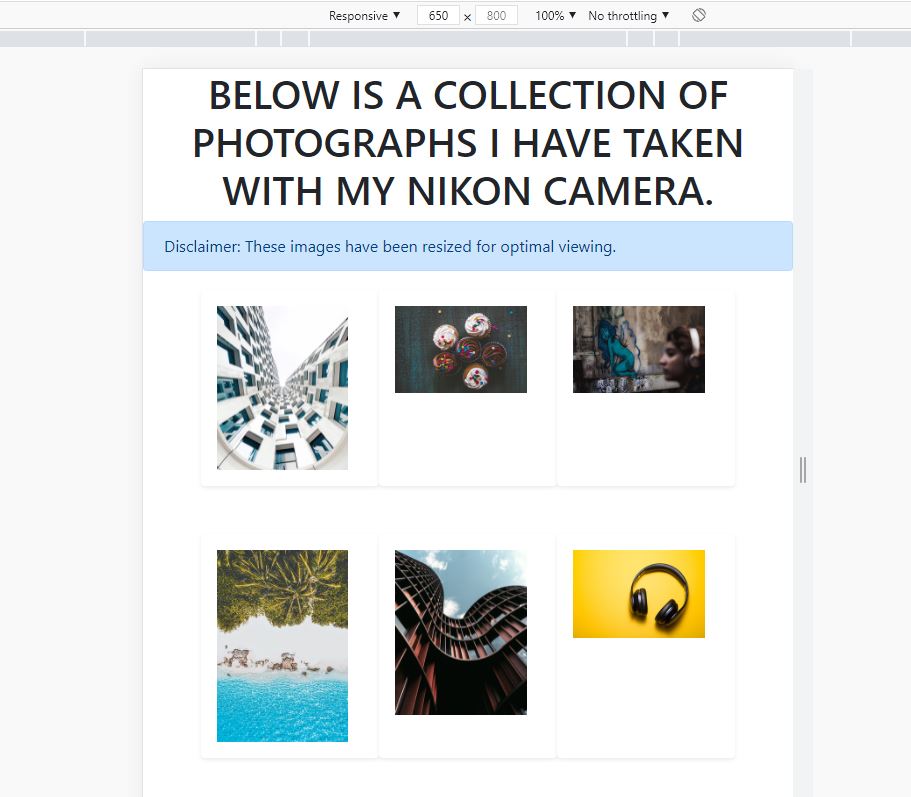 Responsive ▼ 650 × 800 100% ▼ No throttling ▼
BELOW IS A COLLECTION OF
PHOTOGRAPHS I HAVE TAKEN
WITH MY NIKON CAMERA.
Disclaimer: These images have been resized for optimal viewing.